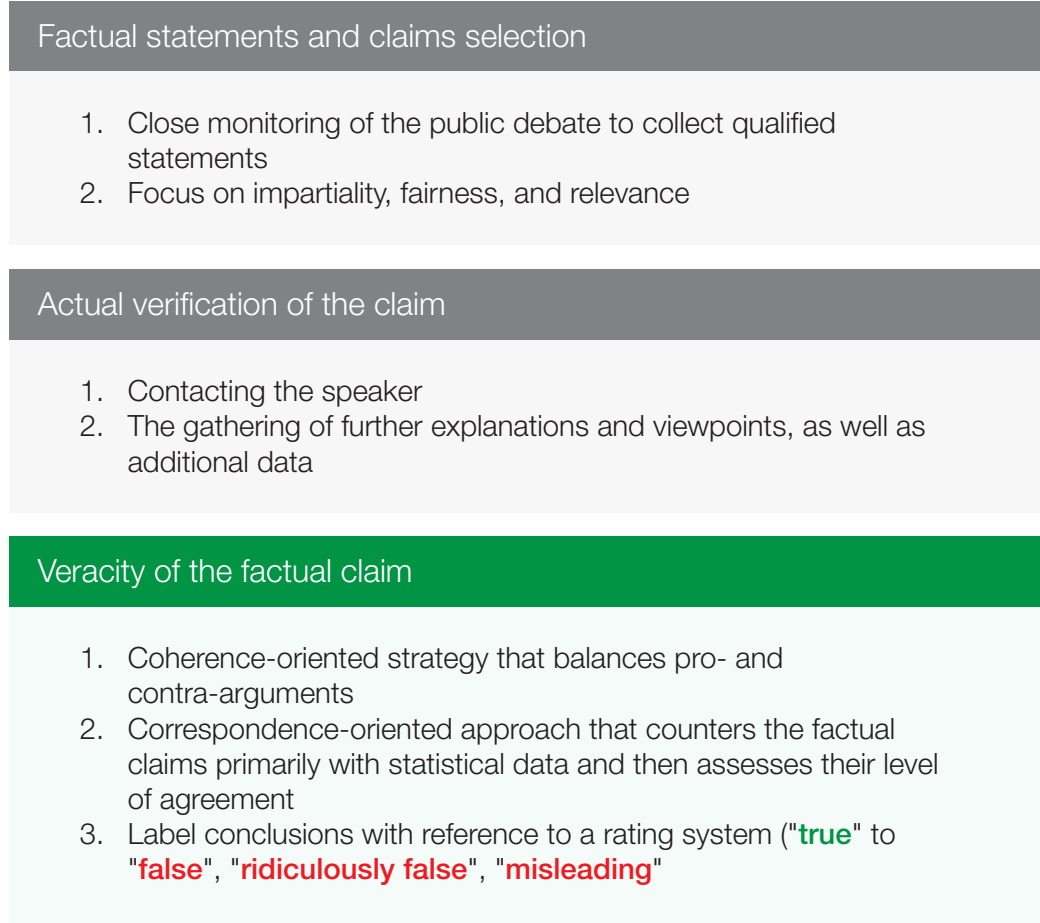 Factual statements and claims selection
1. Close monitoring of the public debate to collect qualified
statements
2. Focus on impartiality, fairness, and relevance
Actual verification of the claim
1. Contacting the speaker
2. The gathering of further explanations and viewpoints, as well as
additional data
Veracity of the factual claim
1. Coherence-oriented strategy that balances pro- and
contra-arguments
2. Correspondence-oriented approach that counters the factual
claims primarily with statistical data and then assesses their level
of agreement
3. Label conclusions with reference to a rating system ("true" to
"false", "ridiculously false", "misleading"